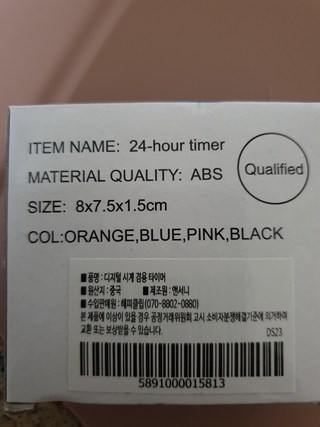 ITEM NAME: 24-hour timer
Qualified
MATERIAL QUALITY: ABS
SIZE: 8x7.5x1.5cm
COL:ORANGE,BLUE,PINK,BLACK
■ 품명 : 디지털 시계 겸용 타이머
■ 원산지 : 중국 ■ 제조원 : 앤서니
■ 수입판매원 : 해피클립(070-8802-0880)
본 제품에 이상이 있을 경우 공정거래위원회 고시 소비자분쟁해결기준에 의거하여
교환 또는 보상받을 수 있습니다. DS23
5891000015813